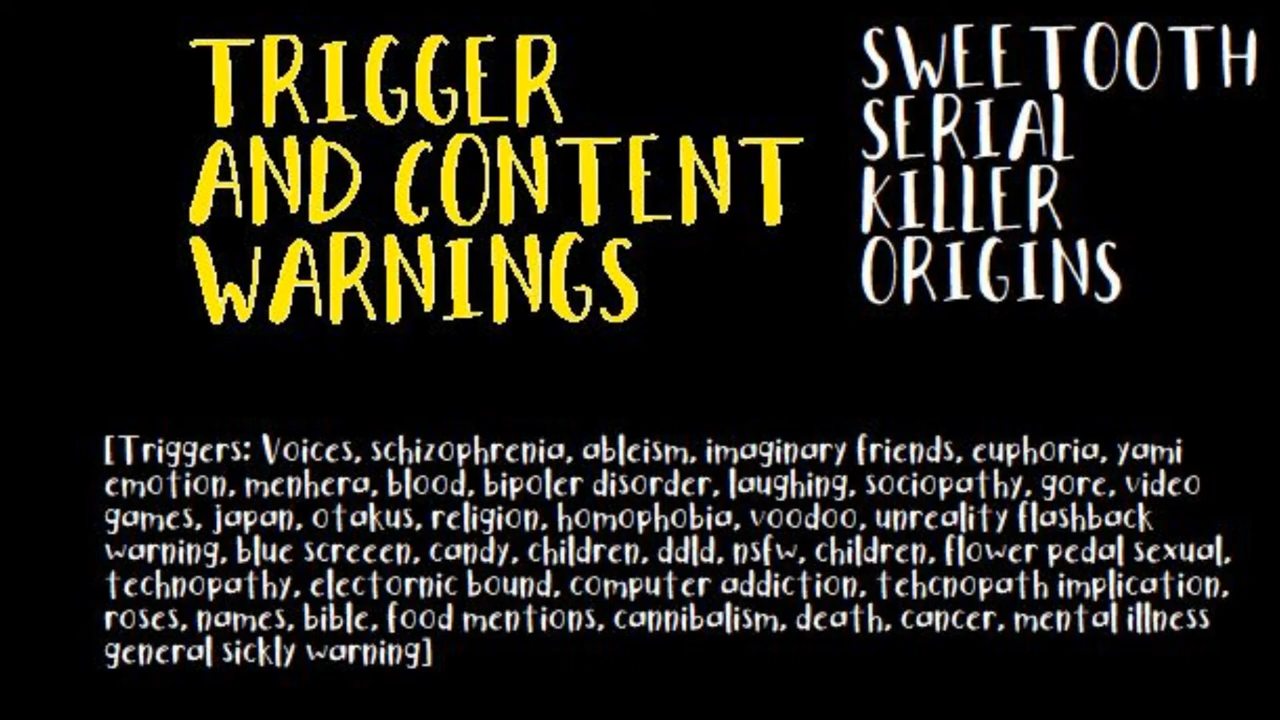 TRIGGER
AND CONTENT
WARNINGS
SWEETOOTH
SERIAL
KILLER
ORIGINS
[Triggers: Voices, schizophrenia, ableism, imaginary friends, euphoria, yami
emotion, menhera, blood, bipoler disorder, laughing, sociopathy, gore, video
games, japan, otakus, religion, homophobia, voodoo, unreality flashback
warning, blue screeen, candy, children, ddld, nsfw, children, flower pedal sexual,
technopathy, electornic bound, computer addiction, tehcnopath implication,
roses, names, bible, food mentions, cannibalism, death, cancer, mental illness
general sickly warning]